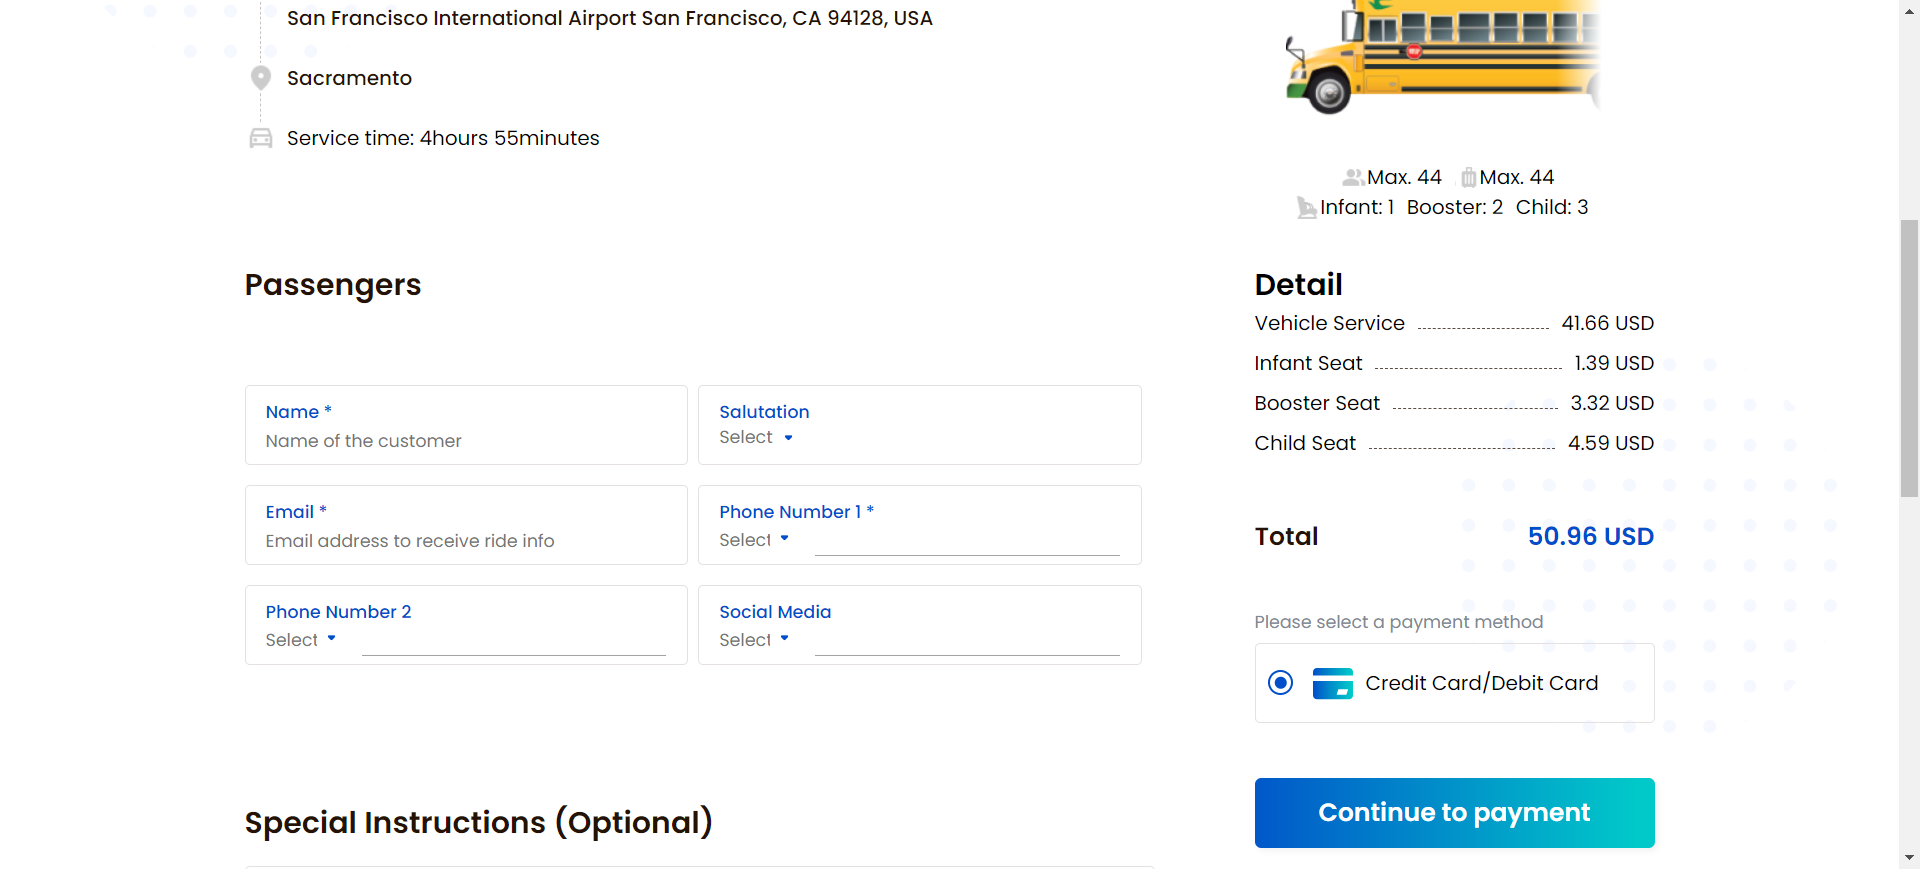 San Francisco International Airport San Francisco, CA 94128, USA
Sacramento
Service time: 4hours 55minutes
Max. 44 Max. 44
Infant: 1 Booster: 2 Child: 3
Passengers
Name *
Name of the customer
Salutation
Select
Email *
Email address to receive ride info
Phone Number 1 *
Select
Phone Number 2
Select
Social Media
Select
Special Instructions (Optional)
Detail
Vehicle Service 41.66 USD
Infant Seat 1.39 USD
Booster Seat 3.32 USD
Child Seat 4.59 USD
Total 50.96 USD
Please select a payment method
Credit Card/Debit Card
Continue to payment